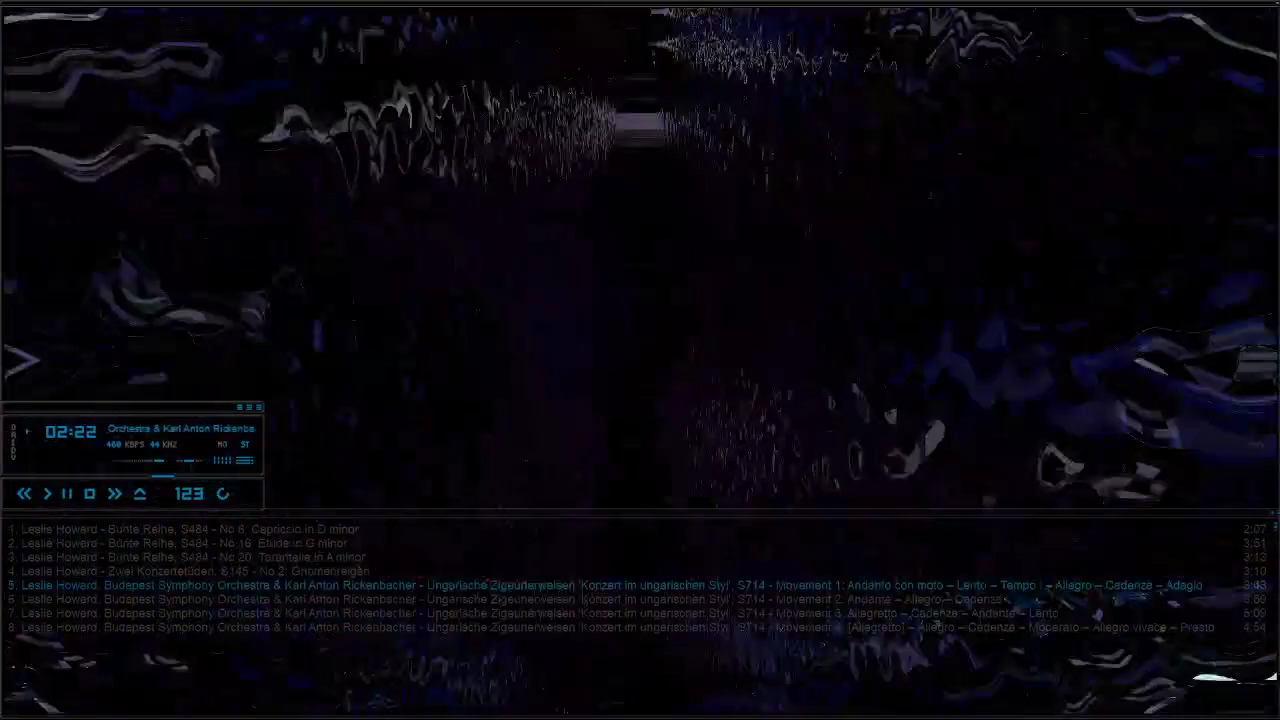 02:22
Orchestra & Karl Anton Rickenba
460 KBPS 44 KHZ MO ST
123
1. Leslie Howard - Bunte Reihe, S484 - No 6. Capriccio in D minor 2:07
2. Leslie Howard - Bunte Reihe, S484 - No 16. Etude in G minor 3:51
3. Leslie Howard - Bunte Reihe, S484 - No 20. Tarantelle in A minor 3:13
4. Leslie Howard - Zwei Konzertetüden, S145 - No 2. Gnomenreigen 3:10
5. Leslie Howard, Budapest Symphony Orchestra & Karl Anton Rickenbacher - Ungarische Zigeunerweisen 'Konzert im ungarischen Styl', S714 - Movement 1: Andante con moto – Lento – Tempo I – Allegro – Cadenza – Adagio
6. Leslie Howard, Budapest Symphony Orchestra & Karl Anton Rickenbacher - Ungarische Zigeunerweisen 'Konzert im ungarischen Styl', S714 - Movement 2. Andante – Allegro – Cadenza
7. Leslie Howard, Budapest Symphony Orchestra & Karl Anton Rickenbacher - Ungarische Zigeunerweisen 'Konzert im ungarischen Styl', S714 - Movement 3. Allegretto – Cadenza – Andante – Lento
8. Leslie Howard, Budapest Symphony Orchestra & Karl Anton Rickenbacher - Ungarische Zigeunerweisen 'Konzert im ungarischen Styl', S714 - Movement [Allegretto] – Allegro – Cadenza – Moderato – Allegro vivace – Presto 4:54